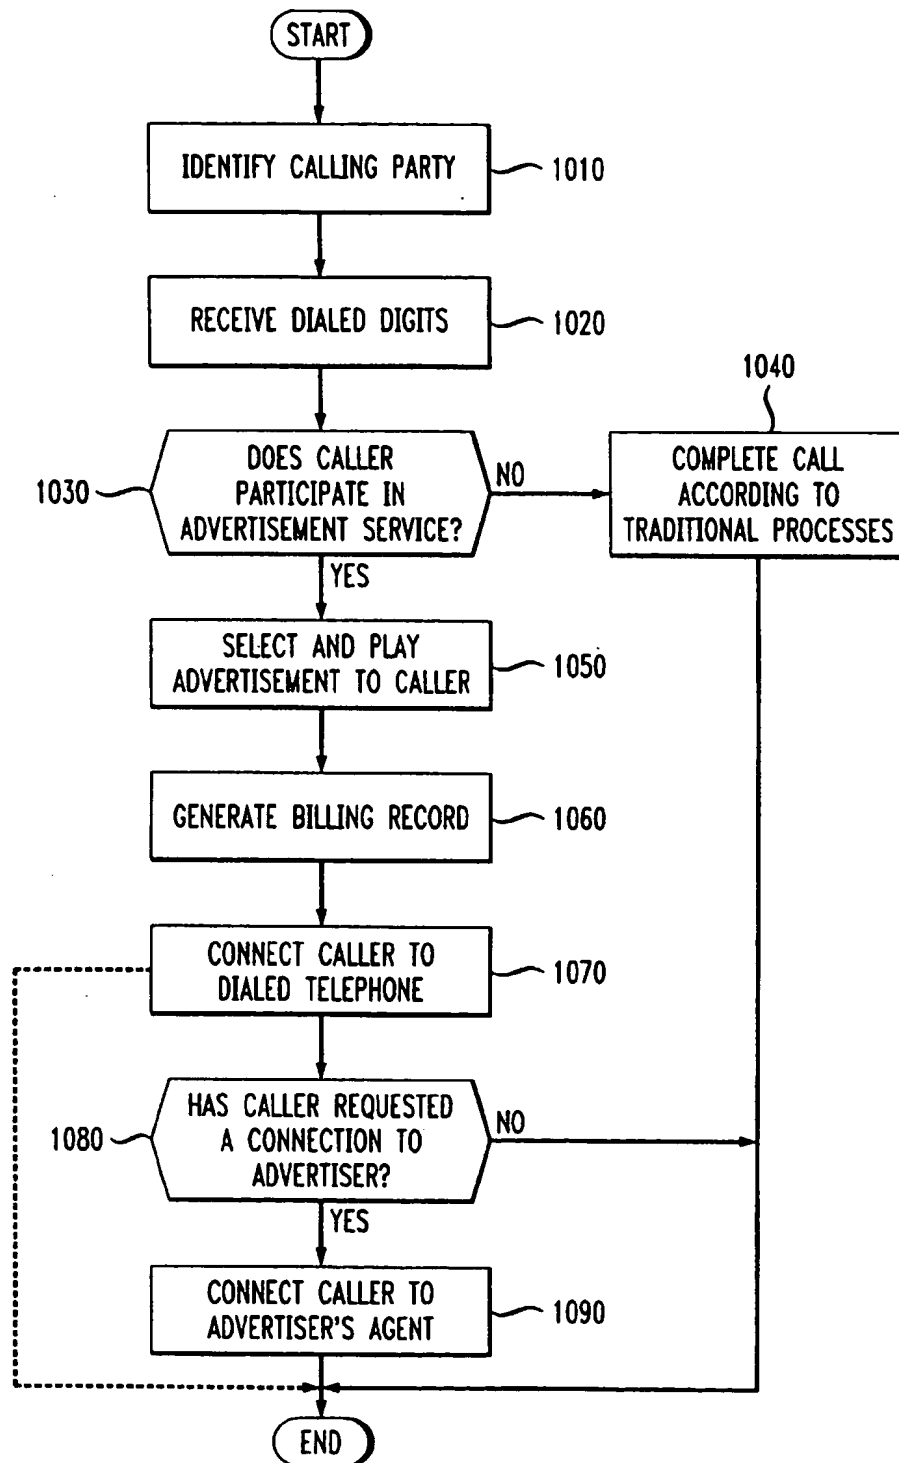 START
IDENTIFY CALLING PARTY
1010
RECEIVE DIALED DIGITS
1020
1040
DOES CALLER
PARTICIPATE IN
ADVERTISEMENT SERVICE?
1030
NO
COMPLETE CALL
ACCORDING TO
TRADITIONAL PROCESSES
YES
SELECT AND PLAY
ADVERTISEMENT TO CALLER
1050
GENERATE BILLING RECORD
1060
CONNECT CALLER TO
DIALED TELEPHONE
1070
HAS CALLER REQUESTED
A CONNECTION TO
ADVERTISER?
1080
NO
YES
CONNECT CALLER TO
ADVERTISER'S AGENT
1090
END